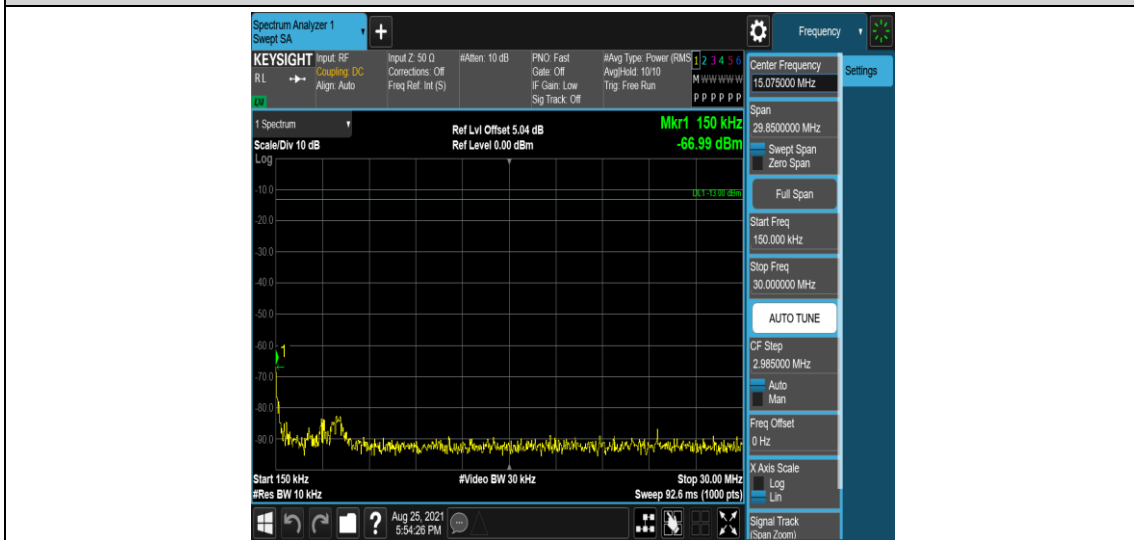 Spectrum Analyzer 1
Swept SA
+
Frequency
KEYSIGHT
RL
Input: RF
Coupling: DC
Align: Auto
Input Z: 50 Ω
Corrections: Off
Freq Ref: Int (S)
#Atten: 10 dB
PNO: Fast
Gate: Off
IF Gain: Low
Sig Track: Off
#Avg Type: Power (RMS
Avg|Hold: 10/10
Trig: Free Run
1 2 3 4 5 6
M W W W W W
P P P P P P
1 Spectrum
Scale/Div 10 dB
Log
Ref Lvl Offset 5.04 dB
Ref Level 0.00 dBm
Mkr1 150 kHz
-66.99 dBm
DL1 -13.00 dBm
-10.0
-20.0
-30.0
-40.0
-50.0
-60.0
-70.0
-80.0
-90.0
1
Start 150 kHz
#Res BW 10 kHz
#Video BW 30 kHz
Stop 30.00 MHz
Sweep 92.6 ms (1000 pts)
Center Frequency
15.075000 MHz
Settings
Span
29.8500000 MHz
Swept Span
Zero Span
Full Span
Start Freq
150.000 kHz
Stop Freq
30.000000 MHz
AUTO TUNE
CF Step
2.985000 MHz
Auto
Man
Freq Offset
0 Hz
X Axis Scale
Log
Lin
Signal Track
(Span Zoom)
?
Aug 25, 2021
5:54:26 PM